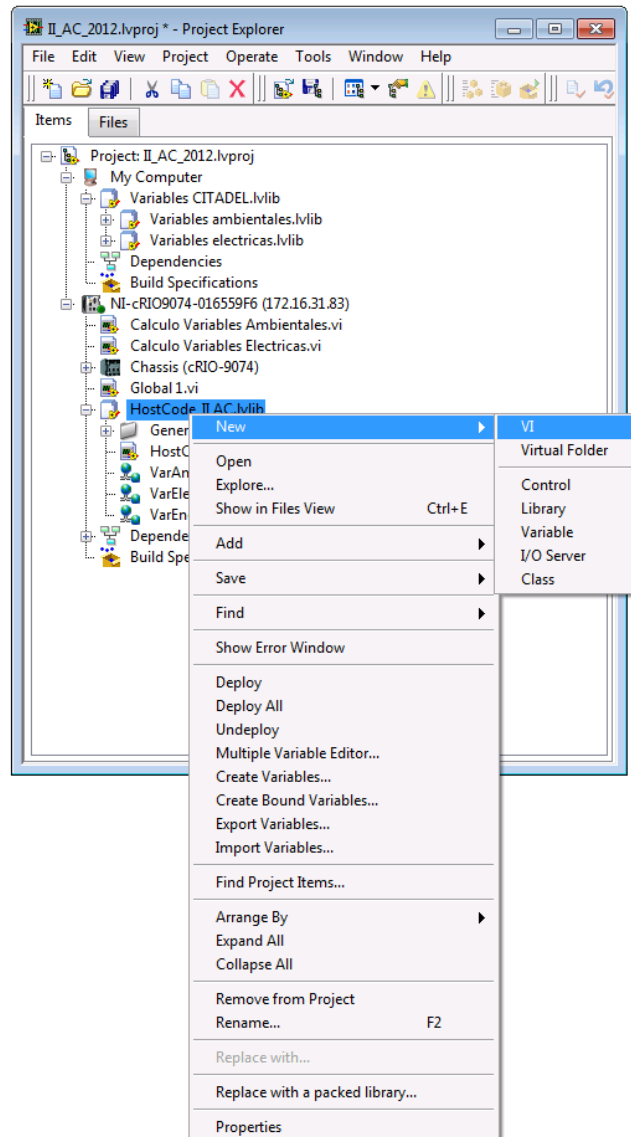 II_AC_2012.lvproj * - Project Explorer
File Edit View Project Operate Tools Window Help
Items Files
Project: II_AC_2012.lvproj
My Computer
Variables CITADEL.lvlib
Variables ambientales.lvlib
Variables electricas.lvlib
Dependencies
Build Specifications
NI-cRIO9074-016559F6 (172.16.31.83)
Calculo Variables Ambientales.vi
Calculo Variables Electricas.vi
Chassis (cRIO-9074)
Global 1.vi
HostCode_II AC.lvlib
Gener
HostC
VarAn
VarEle
VarEn
Depende
Build Spe
New
Open
Explore...
Show in Files View Ctrl+E
Add
Save
Find
Show Error Window
Deploy
Deploy All
Undeploy
Multiple Variable Editor...
Create Variables...
Create Bound Variables...
Export Variables...
Import Variables...
Find Project Items...
Arrange By
Expand All
Collapse All
Remove from Project
Rename... F2
Replace with...
Replace with a packed library...
Properties
VI
Virtual Folder
Control
Library
Variable
I/O Server
Class